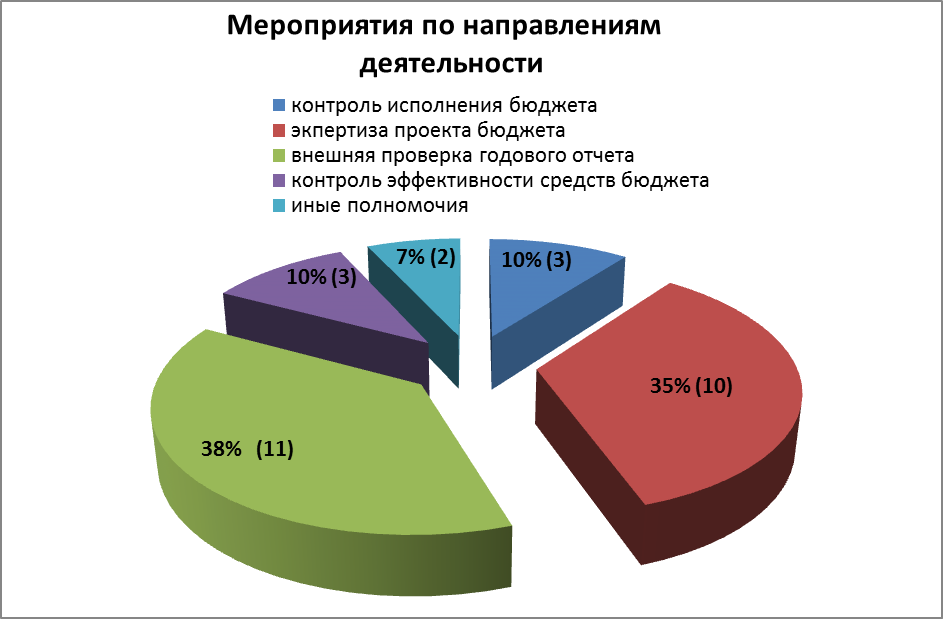 Мероприятия по направлениям
деятельности
контроль исполнения бюджета
экпертиза проекта бюджета
внешняя проверка годового отчета
контроль эффективности средств бюджета
иные полномочия
7% (2)
10% (3)
10% (3)
35% (10)
38% (11)